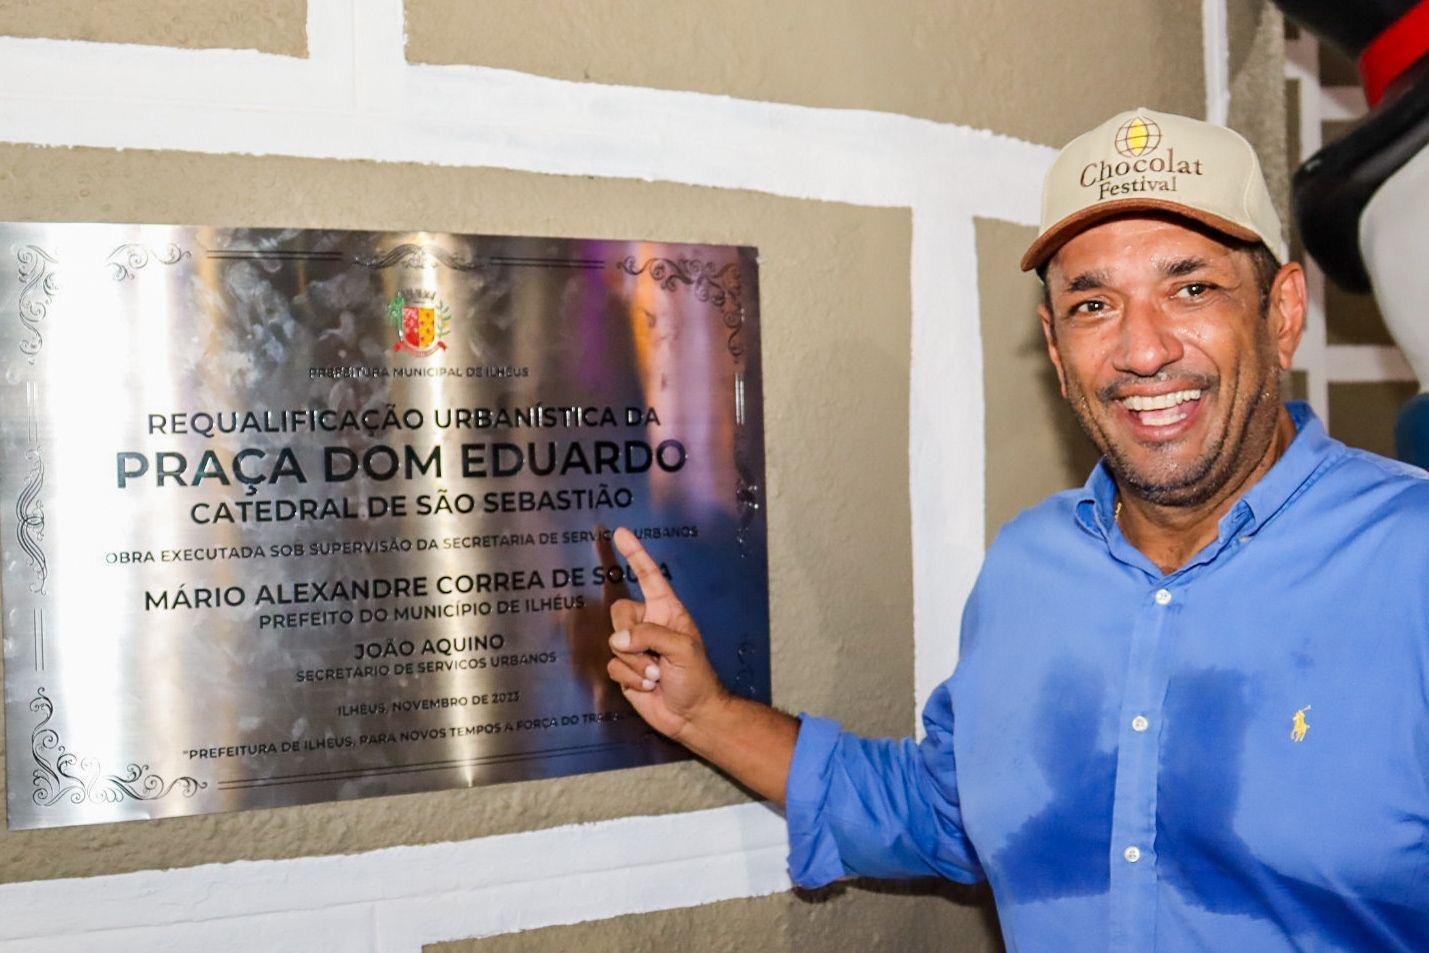 Chocolat
Festival
PREFEITURA MUNICIPAL DE ILHÉUS
REQUALIFICAÇÃO URBANÍSTICA DA
PRAÇA DOM EDUARDO
CATEDRAL DE SÃO SEBASTIÃO
OBRA EXECUTADA SOB SUPERVISÃO DA SECRETARIA DE SERVIÇOS URBANOS
MÁRIO ALEXANDRE CORREA DE SOUZA
PREFEITO DO MUNICÍPIO DE ILHÉUS
JOÃO AQUINO
SECRETÁRIO DE SERVICOS URBANOS
ILHÉUS, NOVEMBRO DE 2023
"PREFEITURA DE ILHÉUS, PARA NOVOS TEMPOS A FORÇA DO